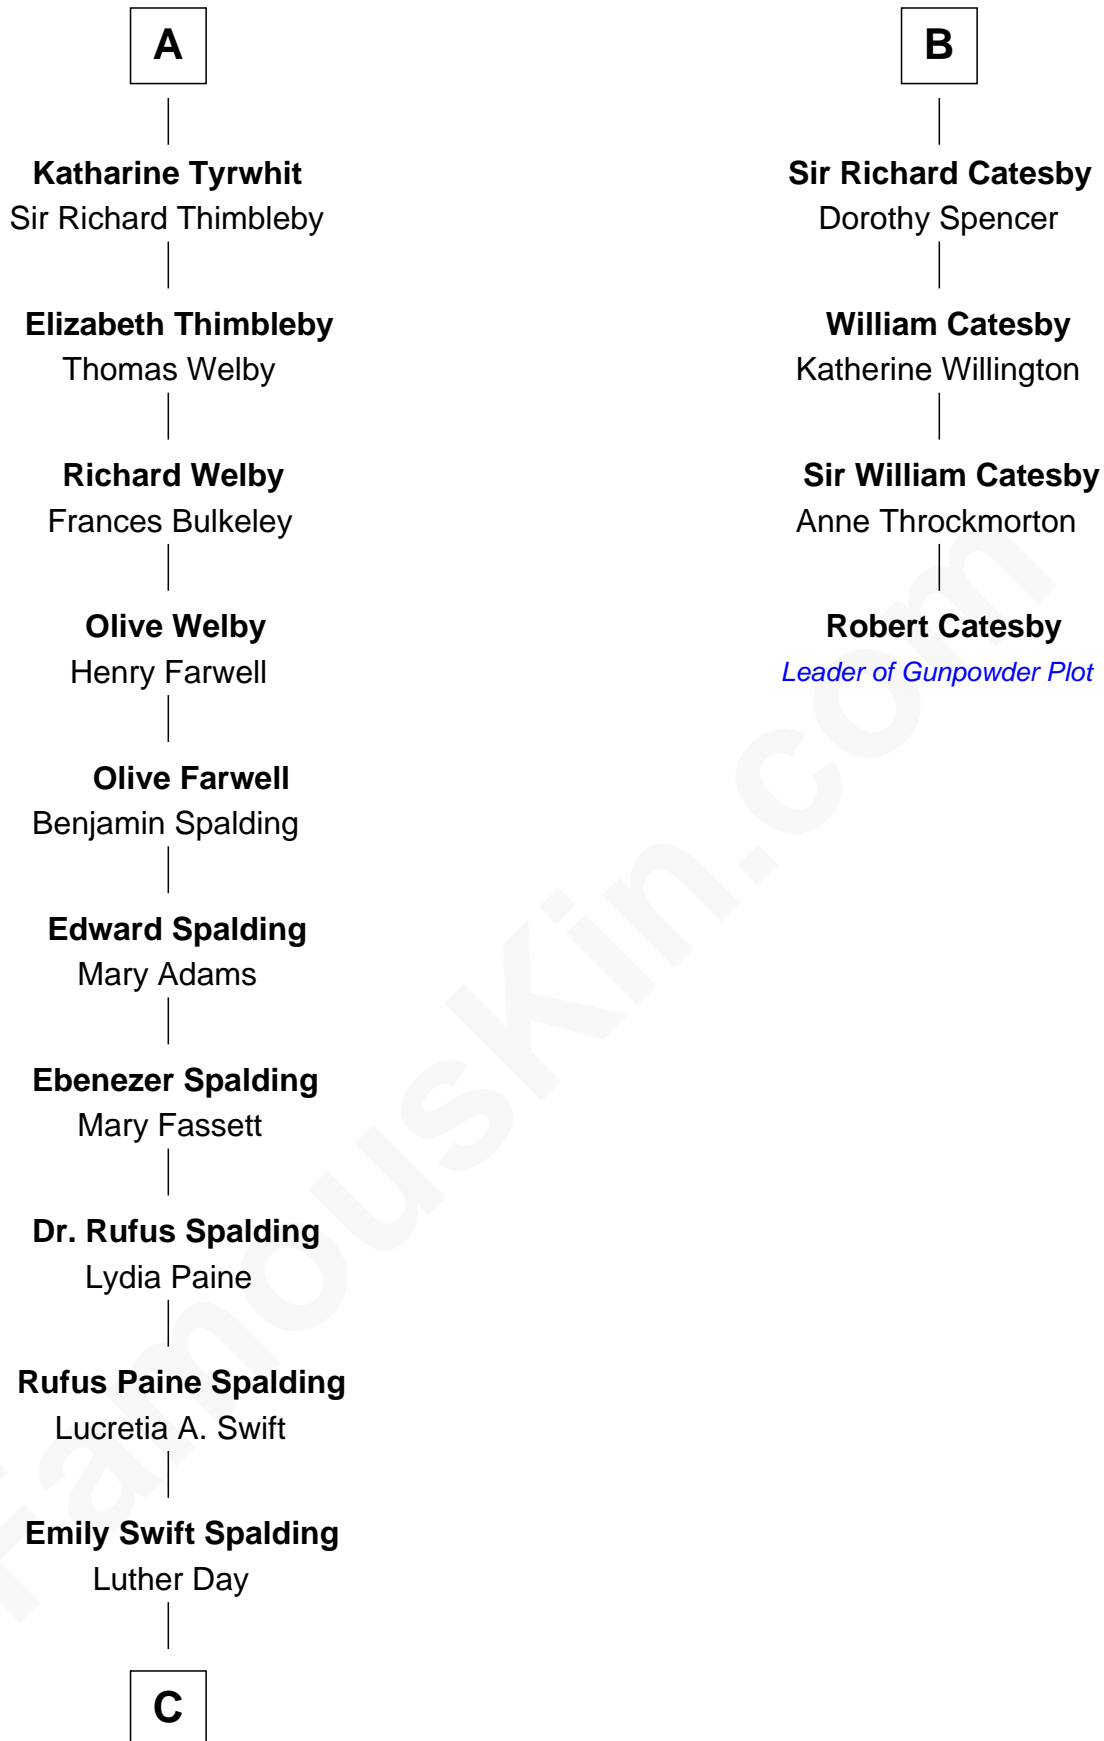 A
Katharine Tyrwhit
Sir Richard Thimbleby
Elizabeth Thimbleby
Thomas Welby
Richard Welby
Frances Bulkeley
Olive Welby
Henry Farwell
Olive Farwell
Benjamin Spalding
Edward Spalding
Mary Adams
Ebenezer Spalding
Mary Fassett
Dr. Rufus Spalding
Lydia Paine
Rufus Paine Spalding
Lucretia A. Swift
Emily Swift Spalding
Luther Day
C
B
Sir Richard Catesby
Dorothy Spencer
William Catesby
Katherine Willington
Sir William Catesby
Anne Throckmorton
Robert Catesby
Leader of Gunpowder Plot
FamousKin.com